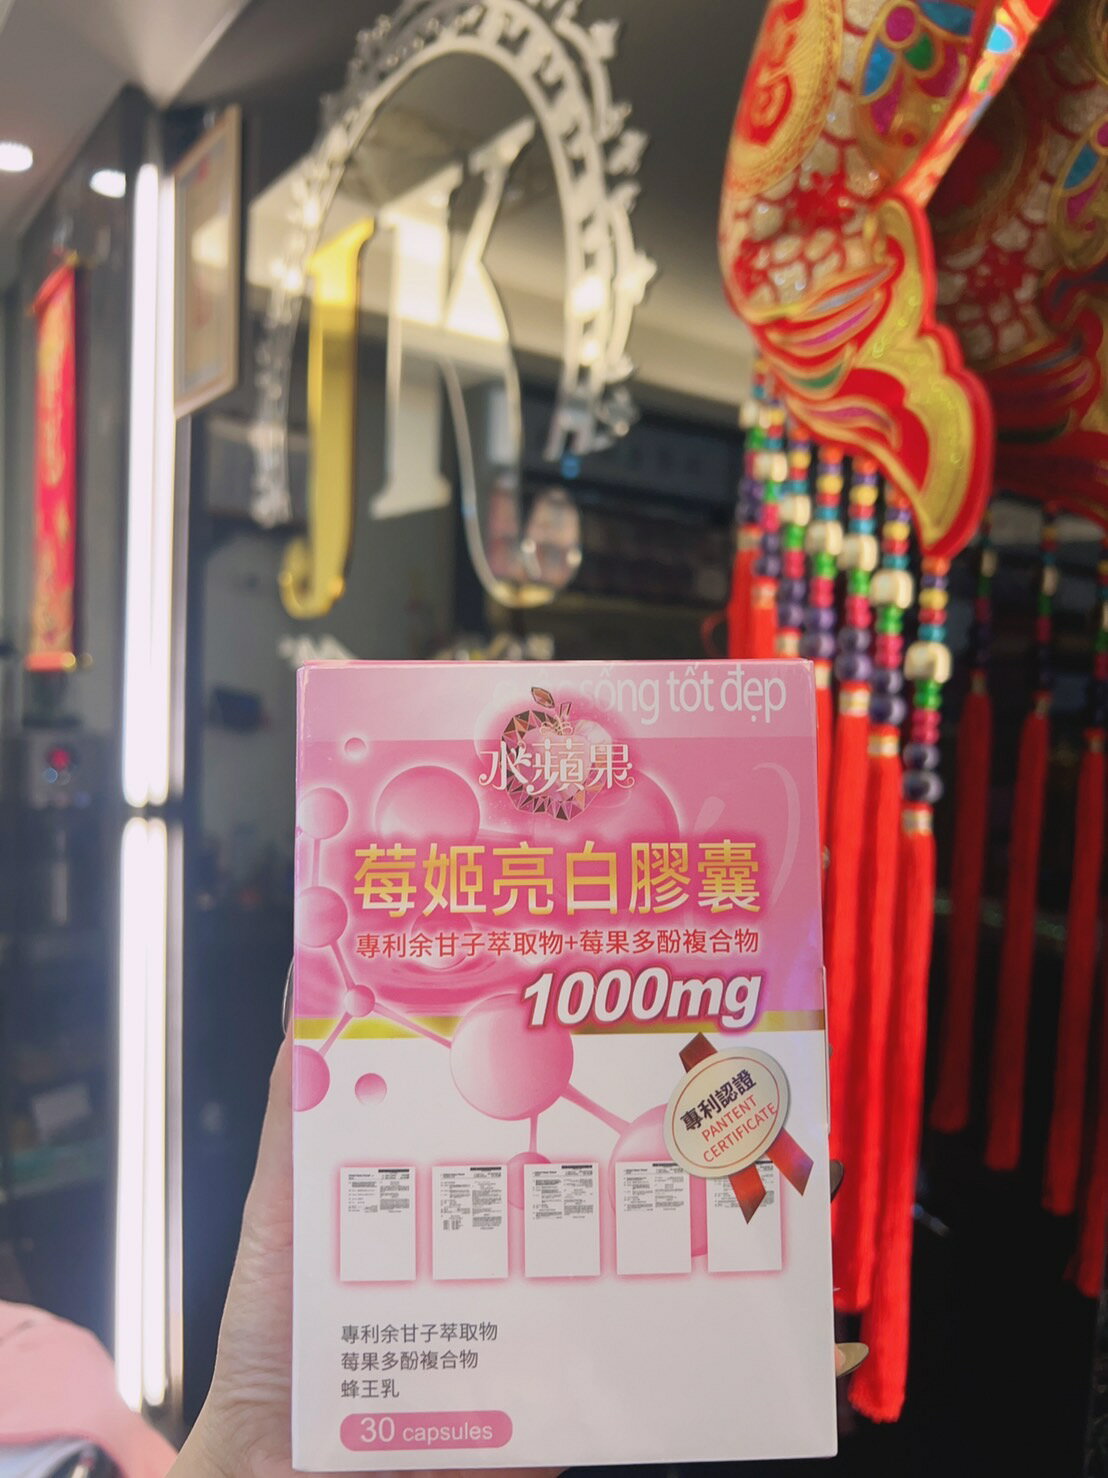 JK
sống tốt đẹp
水蘋果
莓姬亮白膠囊
專利余甘子萃取物+莓果多酚複合物
1000mg
專利認證
PANTENT
CERTIFICATE
專利余甘子萃取物
莓果多酚複合物
蜂王乳
30 capsules